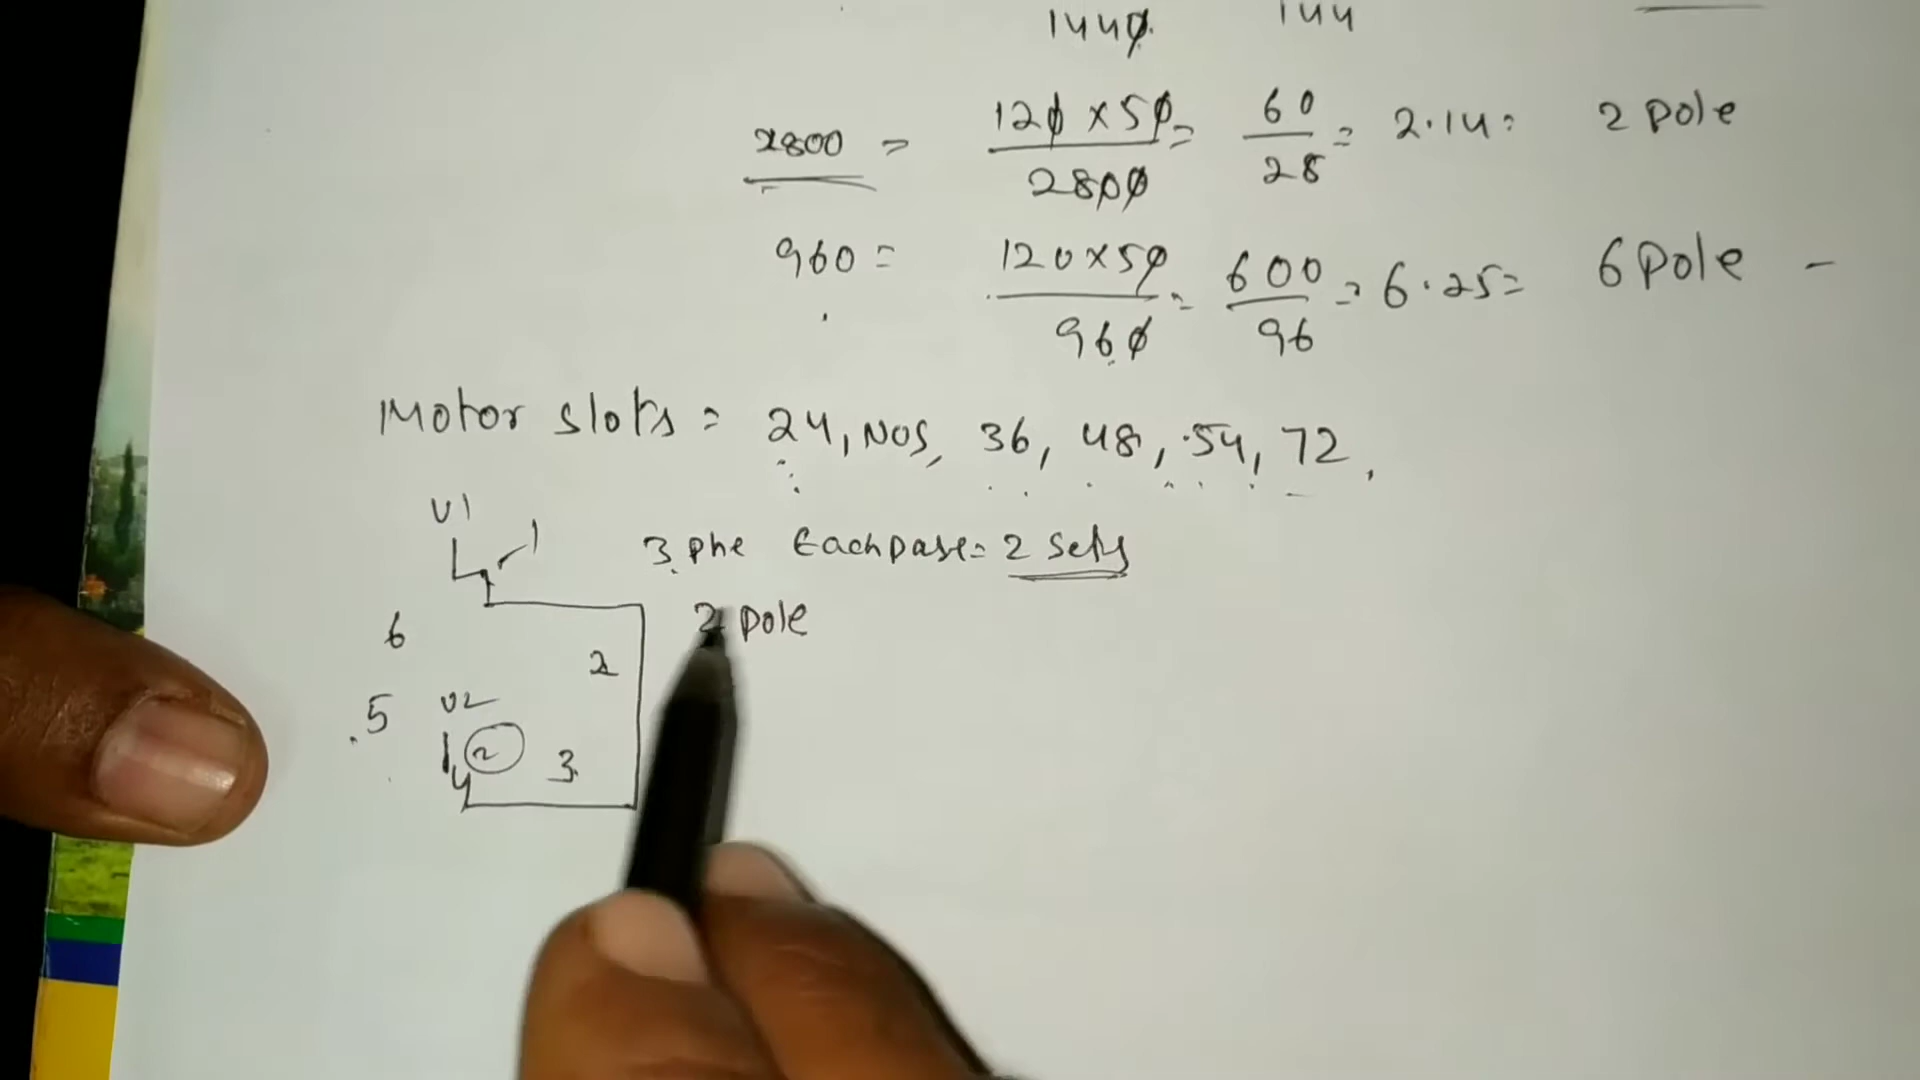 1440 144
2800 = 120 x 50 / 2800 = 60 / 28 = 2.14 = 2 pole
960 = 120 x 50 / 960 = 600 / 96 = 6.25 = 6 pole -
Motor slots = 24, NOS, 36, 48, 54, 72,
U1
1
3 phe Each pase = 2 sets
6
2 pole
2
5 U2
2 3
4